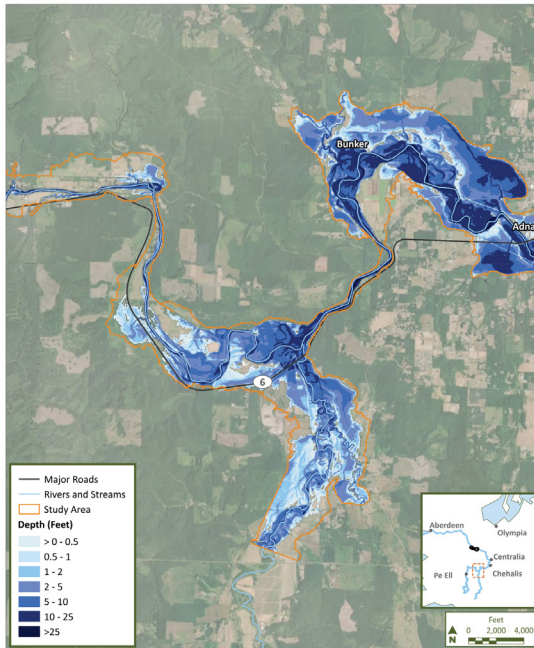 Bunker
Adna
6
Major Roads
Rivers and Streams
Study Area
Depth (Feet)
> 0 - 0.5
0.5 - 1
1 - 2
2 - 5
5 - 10
10 - 25
>25
Aberdeen
Olympia
Centralia
Chehalis
Pe Ell
Feet
N
0 2,000 4,000